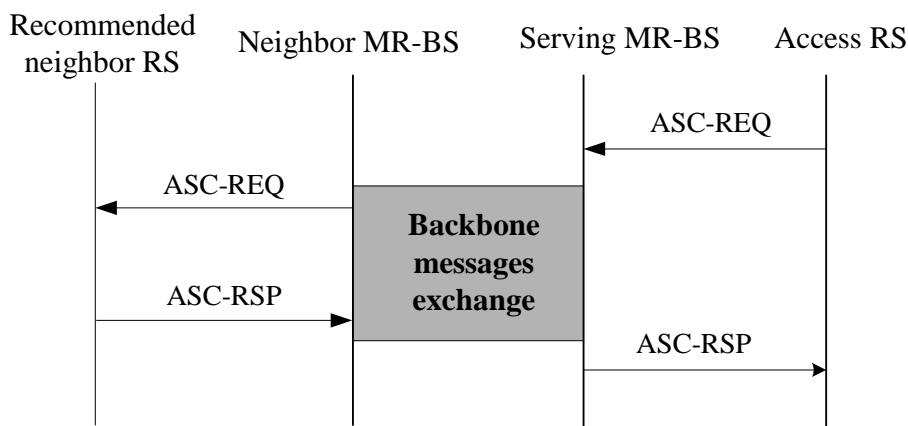 Recommended
neighbor RS
Neighbor MR-BS
Serving MR-BS
Access RS
ASC-REQ
ASC-REQ
Backbone
messages
exchange
ASC-RSP
ASC-RSP